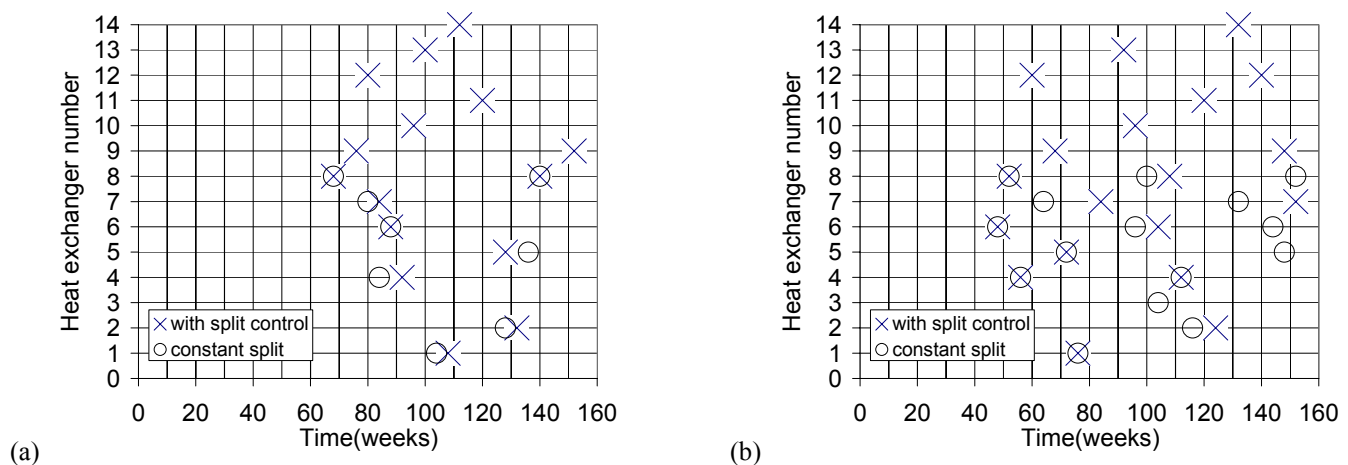 14
13
12
11
10
9
8
7
6
5
4
3
2
1
0
Heat exchanger number
with split control
constant split
0 20 40 60 80 100 120 140 160
Time(weeks)
(a)
14
13
12
11
10
9
8
7
6
5
4
3
2
1
0
Heat exchanger number
with split control
constant split
0 20 40 60 80 100 120 140 160
Time(weeks)
(b)